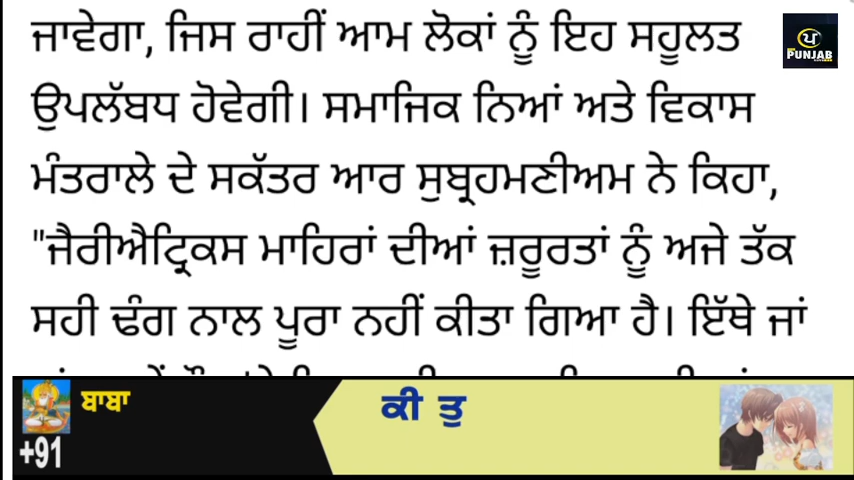 ਜਾਵੇਗਾ, ਜਿਸ ਰਾਹੀਂ ਆਮ ਲੋਕਾਂ ਨੂੰ ਇਹ ਸਹੂਲਤ
ਉਪਲੱਬਧ ਹੋਵੇਗੀ। ਸਮਾਜਿਕ ਨਿਆਂ ਅਤੇ ਵਿਕਾਸ
ਮੰਤਰਾਲੇ ਦੇ ਸਕੱਤਰ ਆਰ ਸੁਬ੍ਰਹਮਣੀਅਮ ਨੇ ਕਿਹਾ,
"ਜੈਰੀਐਟ੍ਰਿਕਸ ਮਾਹਿਰਾਂ ਦੀਆਂ ਜ਼ਰੂਰਤਾਂ ਨੂੰ ਅਜੇ ਤੱਕ
ਸਹੀ ਢੰਗ ਨਾਲ ਪੂਰਾ ਨਹੀਂ ਕੀਤਾ ਗਿਆ ਹੈ। ਇੱਥੇ ਜਾਂ
ਪ
PUNJAB
ਬਾਬਾ
+91
ਕੀ ਤੁ